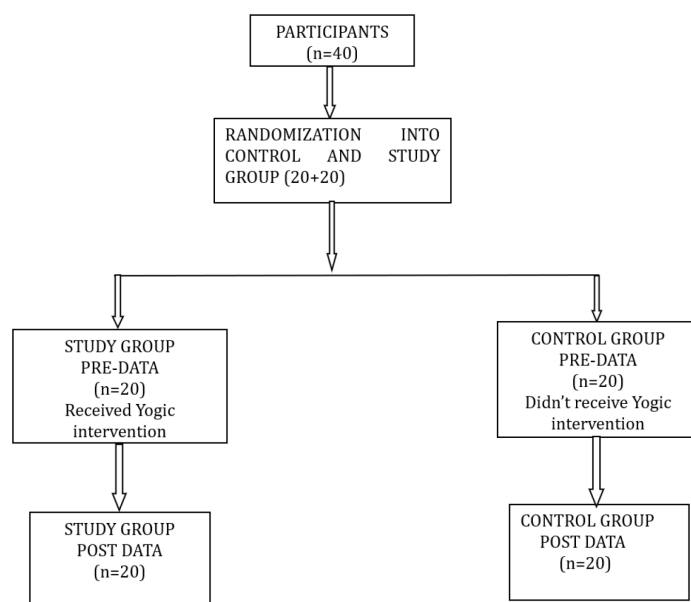 PARTICIPANTS
(n=40)
RANDOMIZATION INTO
CONTROL AND STUDY
GROUP (20+20)
STUDY GROUP
PRE-DATA
(n=20)
Received Yogic
intervention
CONTROL GROUP
PRE-DATA
(n=20)
Didn't receive Yogic
intervention
STUDY GROUP
POST DATA
(n=20)
CONTROL GROUP
POST DATA
(n=20)